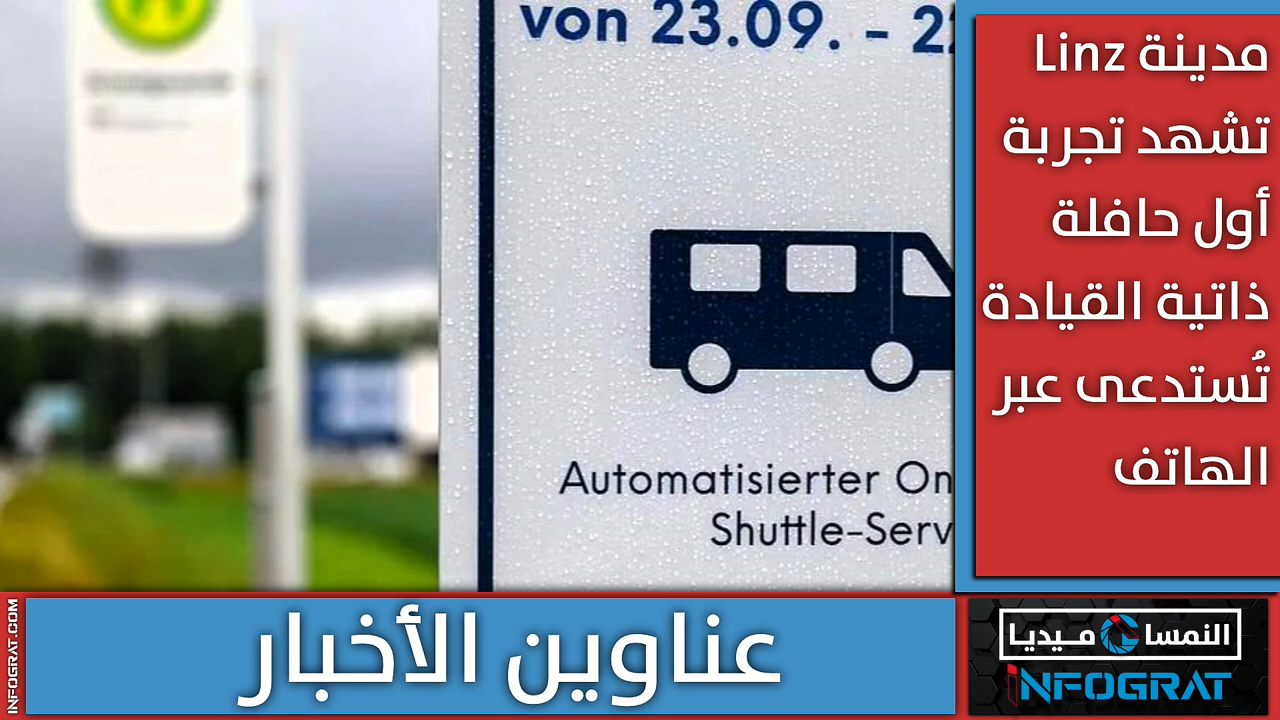 von 23.09. - 22
Automatisierter On
Shuttle-Serv
مدينة Linz
تشهد تجربة
أول حافلة
ذاتية القيادة
تُستدعى عبر
الهاتف
عناوين الأخبار
النمسا ميديا
iNFOGRAT
INFOGRAT.COM